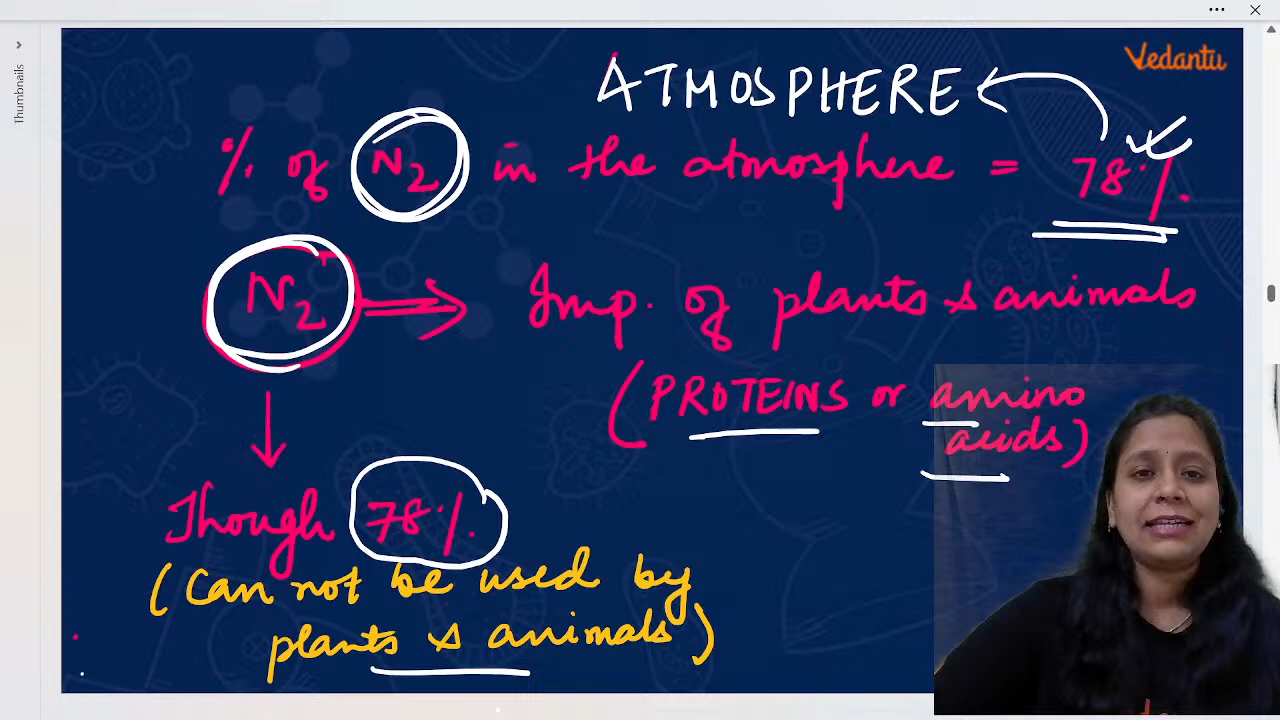 Thumbnails
Vedantu
ATMOSPHERE
% of N2 in the atmosphere = 78%.
N2 Imp. of plants & animals
(PROTEINS or amino
acids)
Though 78%.
(Can not be used by
plants & animals)